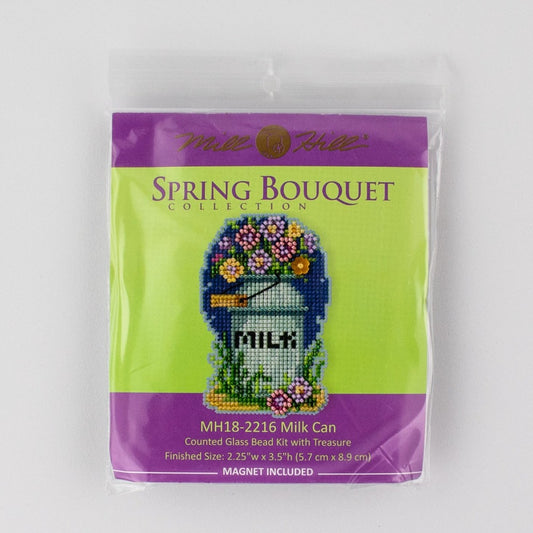 Mill Hill®
SPRING BOUQUET
COLLECTION
MILK
MH18-2216 Milk Can
Counted Glass Bead Kit with Treasure
Finished Size: 2.25"w x 3.5"h (5.7 cm x 8.9 cm)
MAGNET INCLUDED